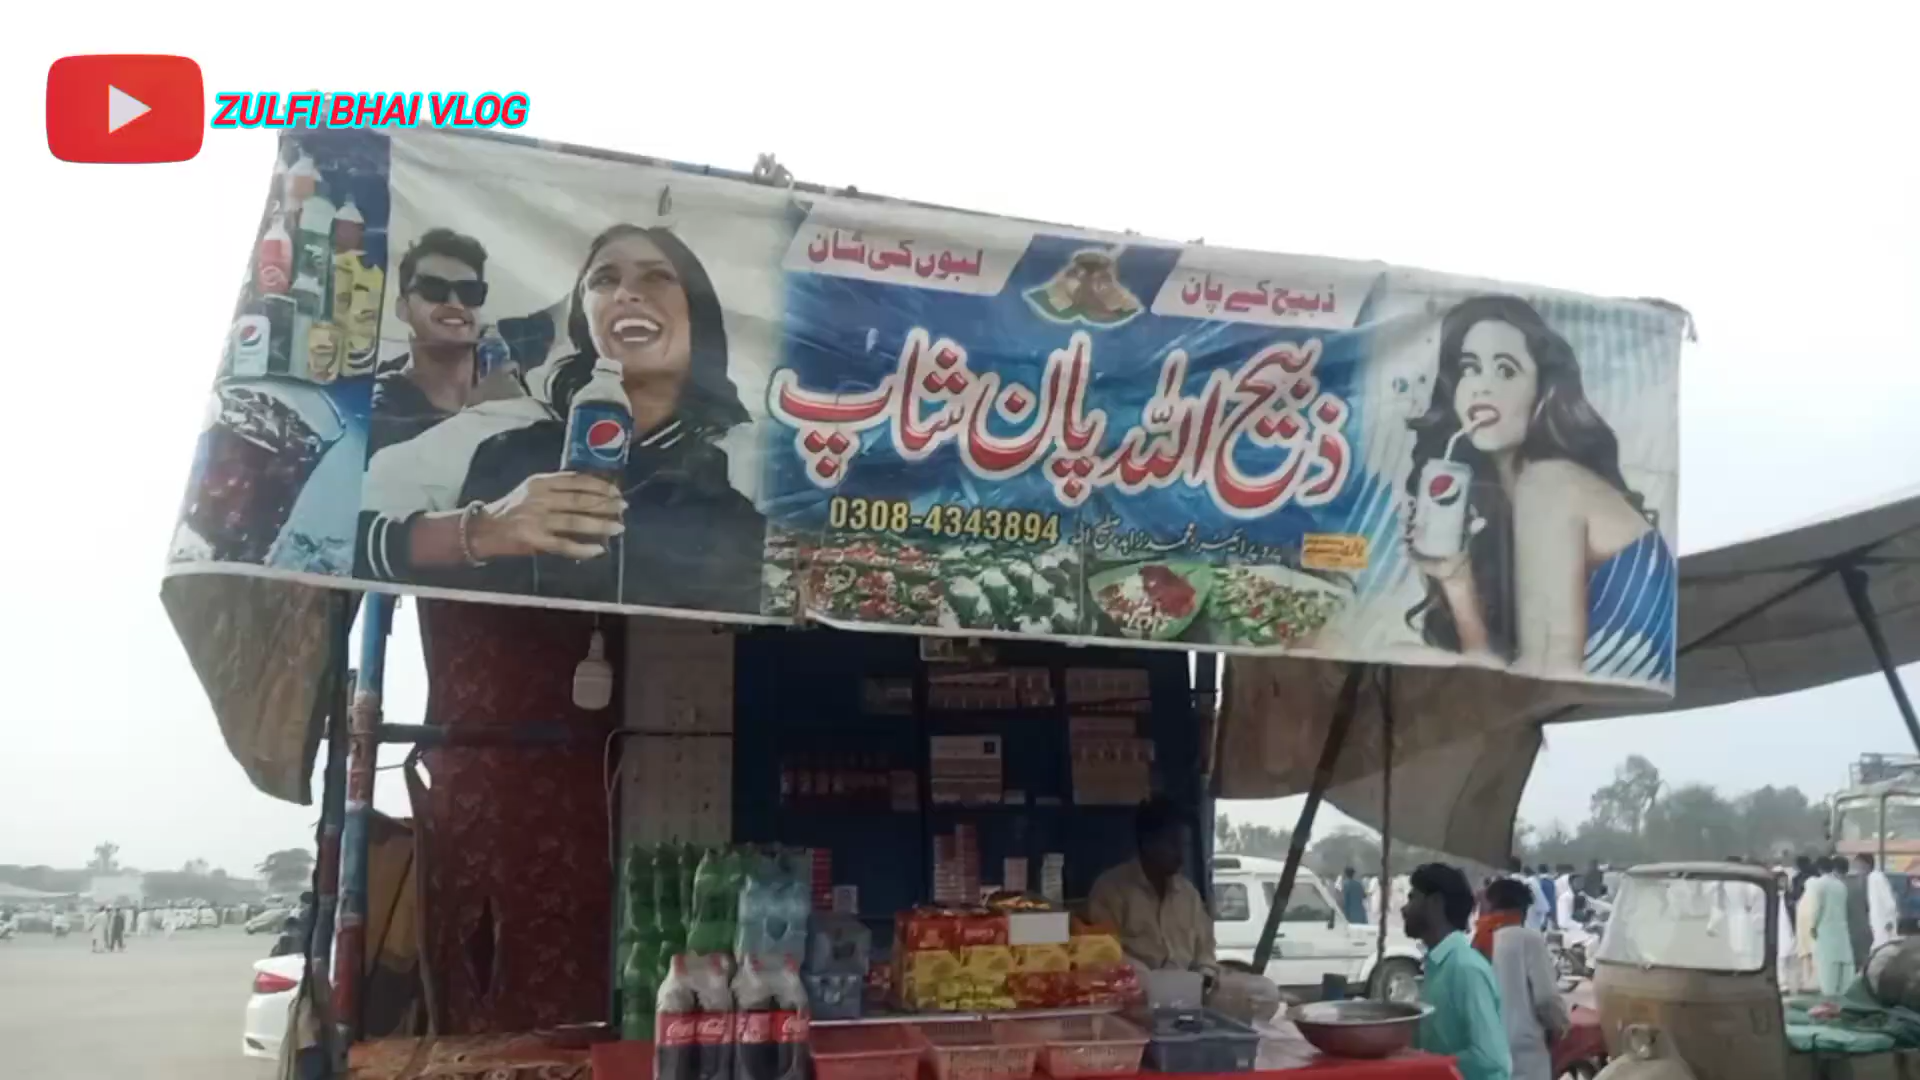 ZULFI BHAI VLOG
ذبیح کے پان
لبوں کی شان
ذبیح اللہ پان شاپ
0308-4343894